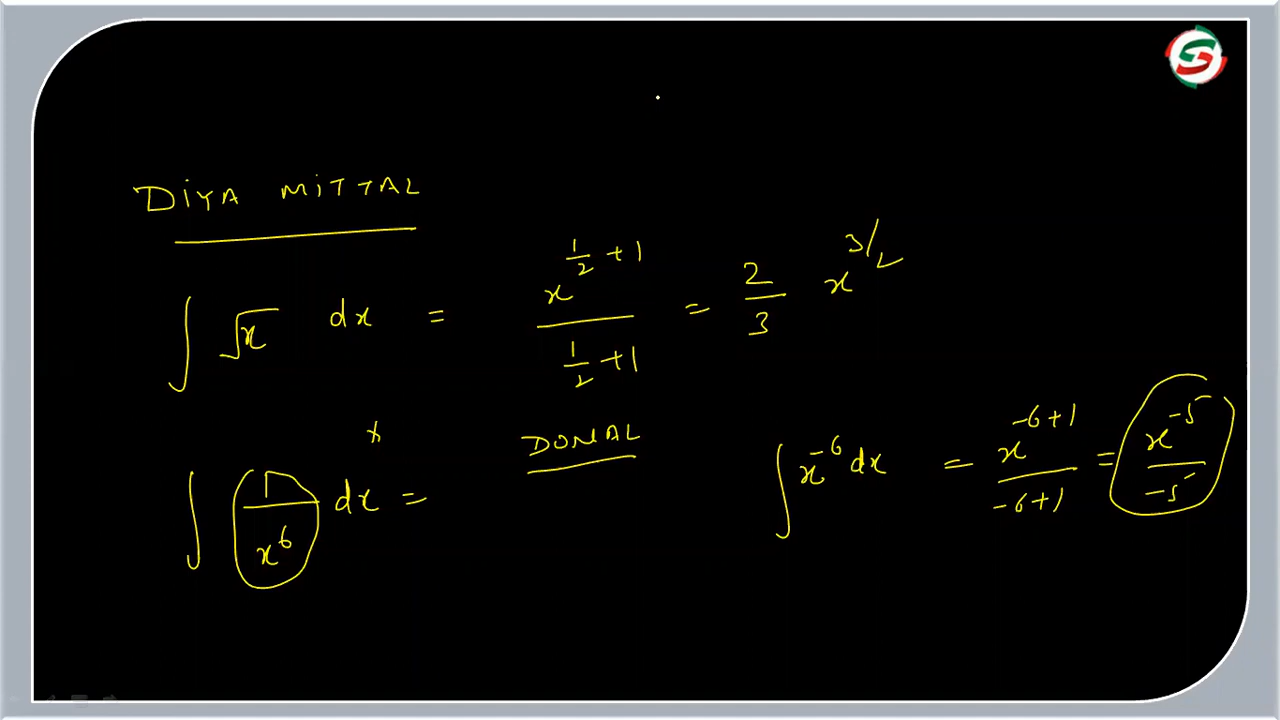 DiYA MiTTAL
∫ √x dx = x^(1/2 + 1) / (1/2 + 1) = 2/3 x^(3/2)
DONAL
∫ 1/x^6 dx =
∫ x^-6 dx = x^(-6+1) / (-6+1) = x^-5 / -5